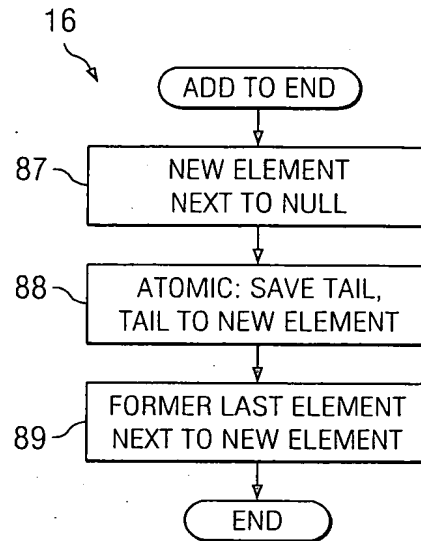 16
ADD TO END
87
NEW ELEMENT
NEXT TO NULL
88
ATOMIC: SAVE TAIL,
TAIL TO NEW ELEMENT
89
FORMER LAST ELEMENT
NEXT TO NEW ELEMENT
END